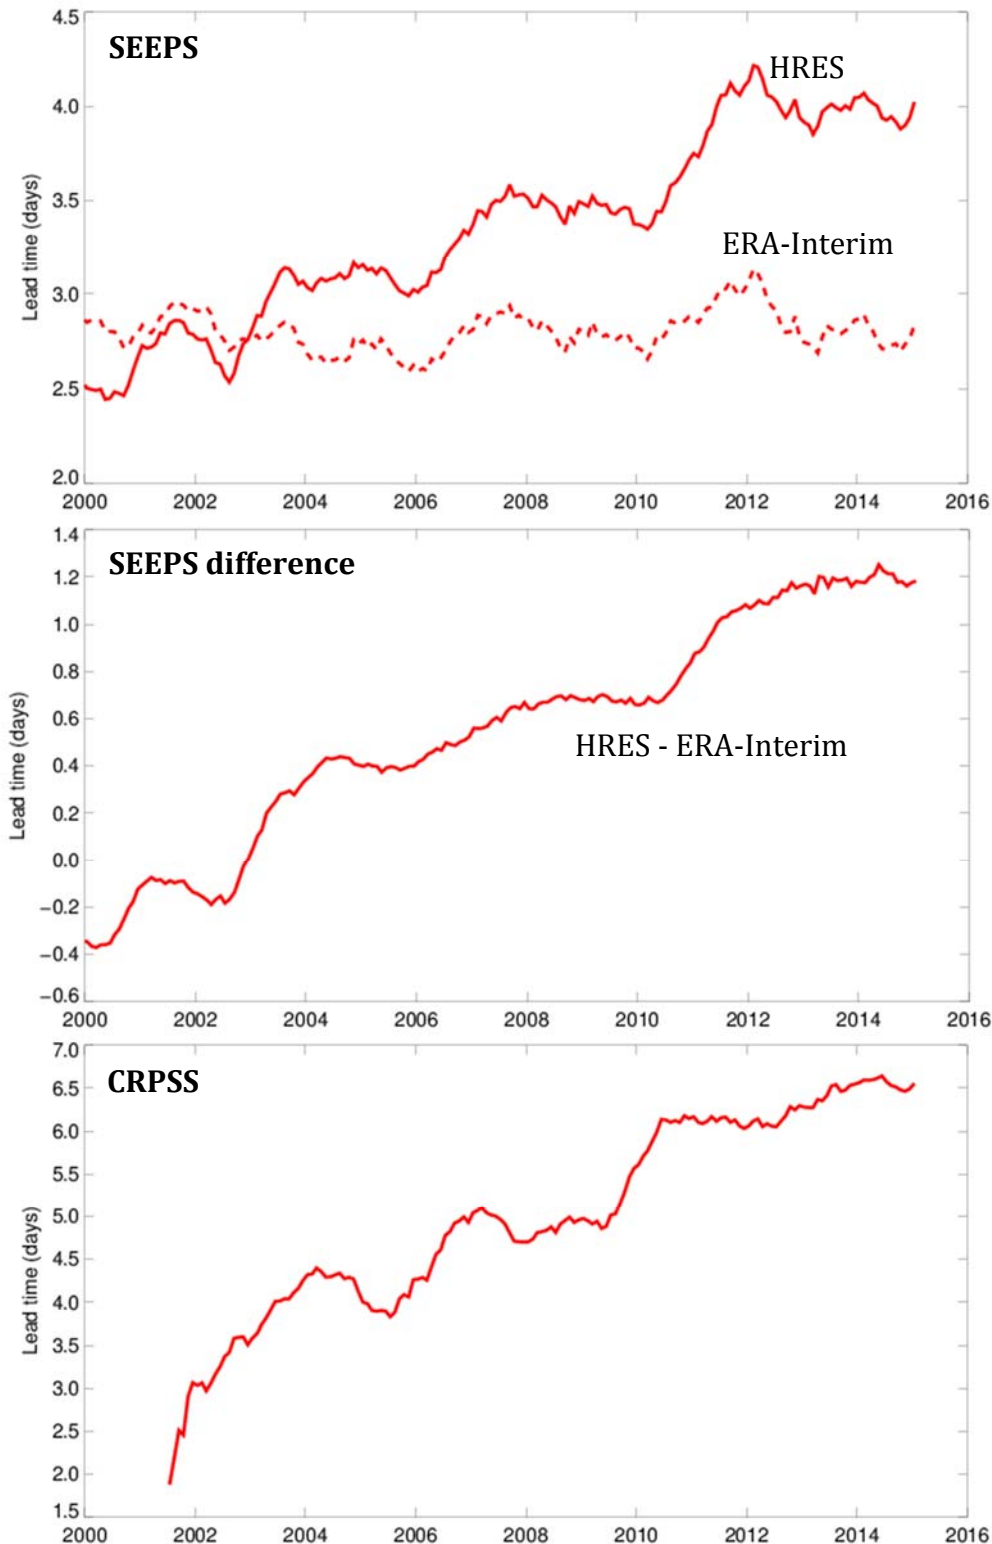 4.5
SEEPS
HRES
4.0
3.5
ERA-Interim
3.0
2.5
2.0
Lead time (days)
2000 2002 2004 2006 2008 2010 2012 2014 2016
1.4
SEEPS difference
1.2
1.0
0.8
0.6
HRES - ERA-Interim
0.4
0.2
0.0
−0.2
−0.4
−0.6
Lead time (days)
2000 2002 2004 2006 2008 2010 2012 2014 2016
7.0
CRPSS
6.5
6.0
5.5
5.0
4.5
4.0
3.5
3.0
2.5
2.0
1.5
Lead time (days)
2000 2002 2004 2006 2008 2010 2012 2014 2016